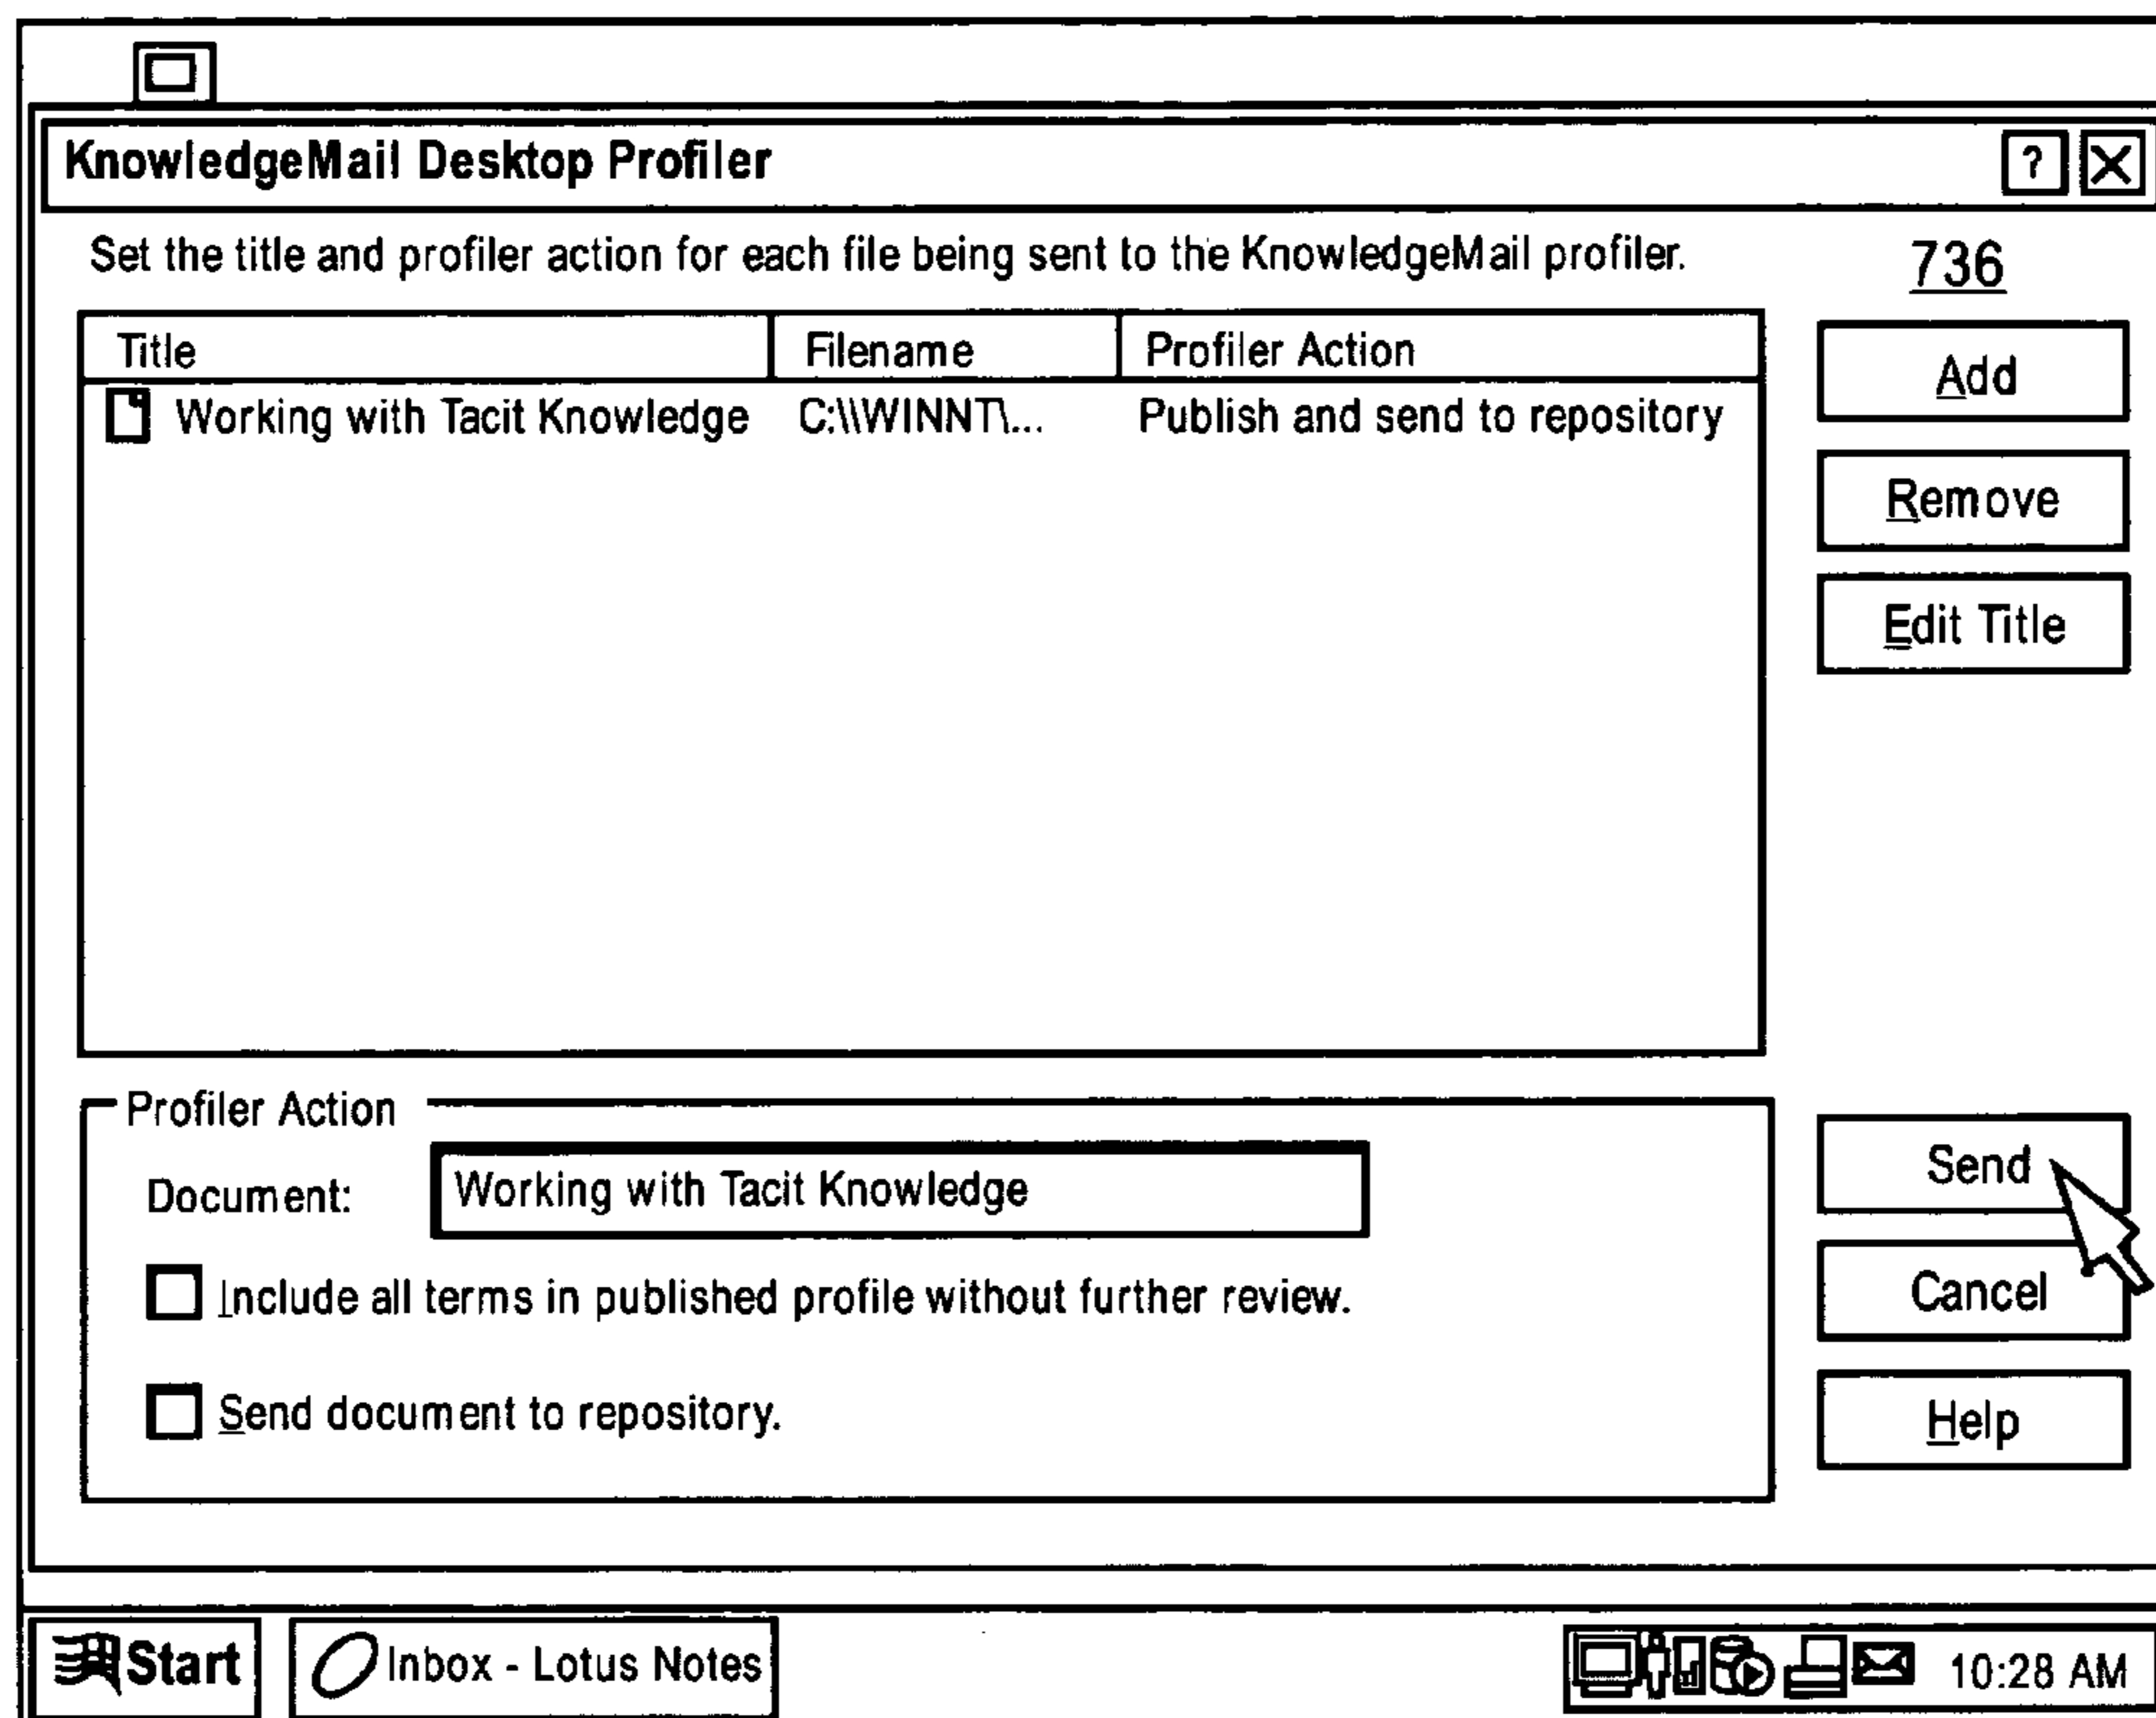 KnowledgeMail Desktop Profiler ?
Set the title and profiler action for each file being sent to the KnowledgeMail profiler. 736
Title Filename Profiler Action
Add
Working with Tacit Knowledge C:\\WINNT\... Publish and send to repository
Remove
Edit Title
Profiler Action
Document: Working with Tacit Knowledge
Send
Include all terms in published profile without further review.
Cancel
Send document to repository.
Help
Start Inbox - Lotus Notes 10:28 AM